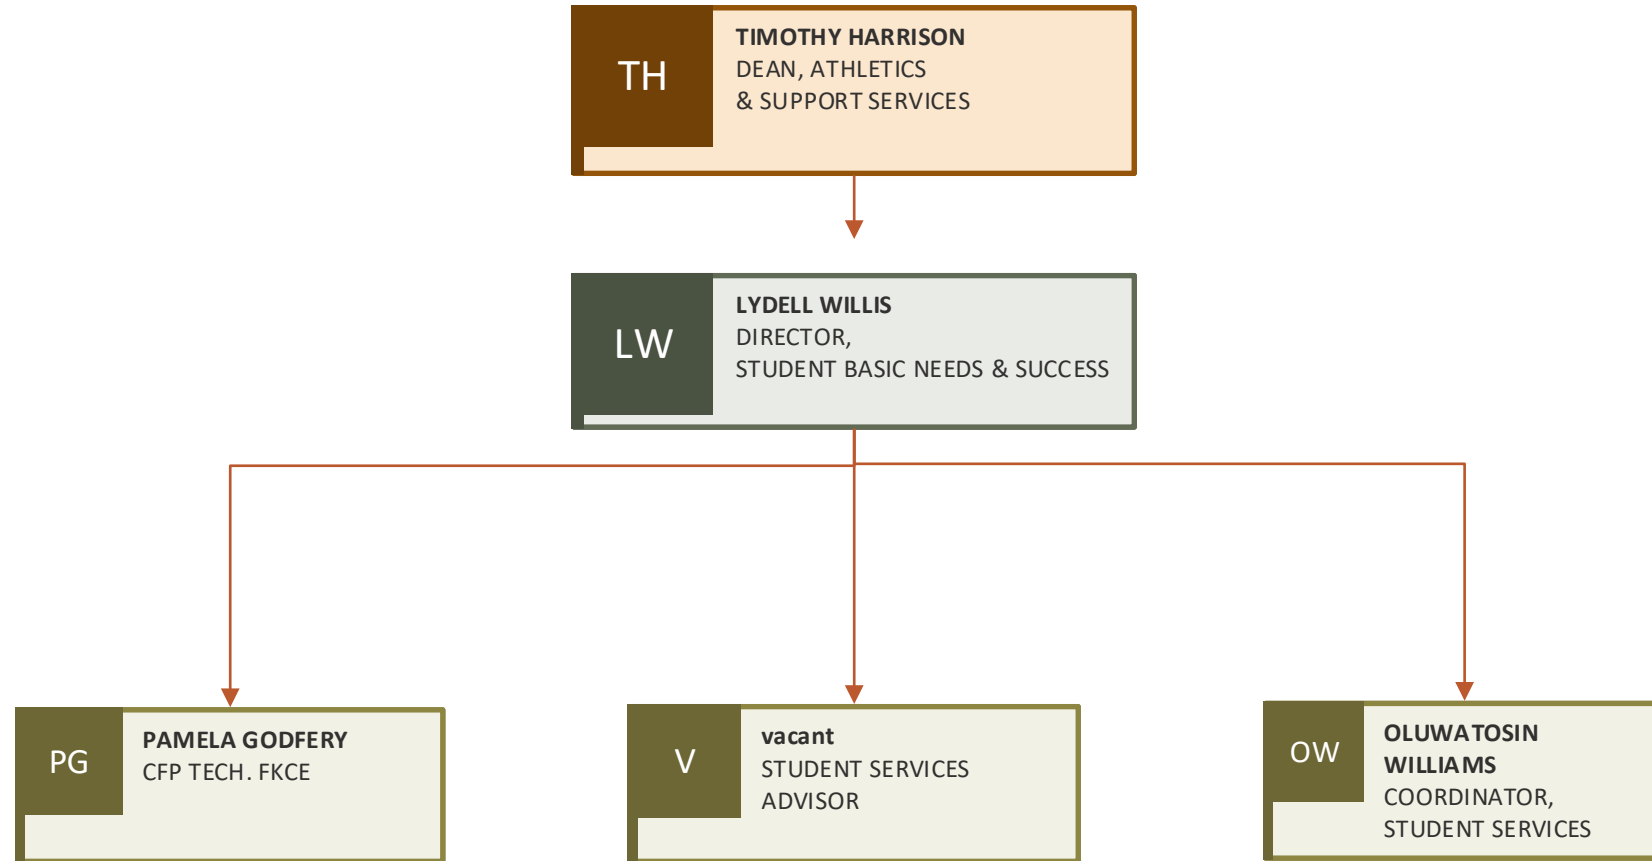 TH
TIMOTHY HARRISON
DEAN, ATHLETICS
& SUPPORT SERVICES
LW
LYDELL WILLIS
DIRECTOR,
STUDENT BASIC NEEDS & SUCCESS
PG
PAMELA GODFERY
CFP TECH. FKCE
V
vacant
STUDENT SERVICES
ADVISOR
OW
OLUWATOSIN
WILLIAMS
COORDINATOR,
STUDENT SERVICES